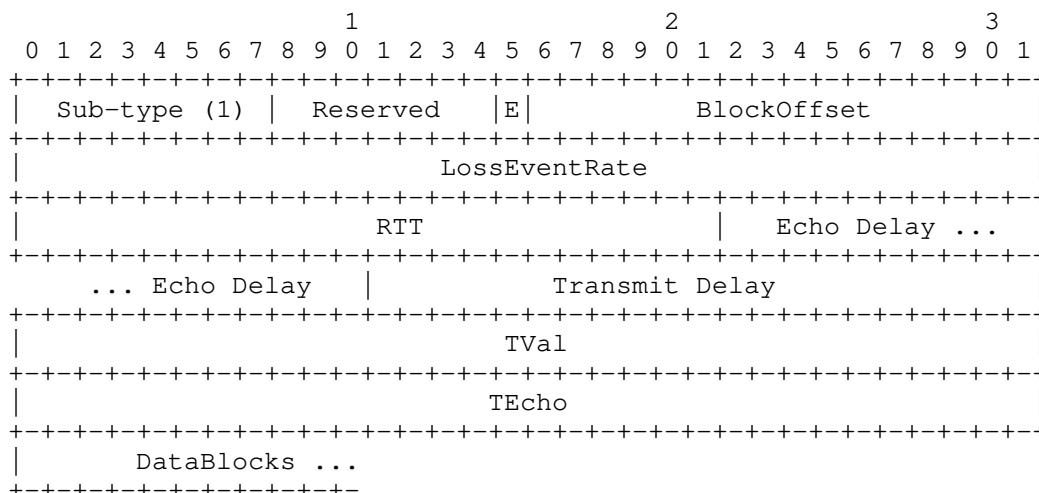 1                   2                   3
 0 1 2 3 4 5 6 7 8 9 0 1 2 3 4 5 6 7 8 9 0 1 2 3 4 5 6 7 8 9 0 1
+-+-+-+-+-+-+-+-+-+-+-+-+-+-+-+-+-+-+-+-+-+-+-+-+-+-+-+-+-+-+-+-
| Sub-type (1) | Reserved |E| BlockOffset
+-+-+-+-+-+-+-+-+-+-+-+-+-+-+-+-+-+-+-+-+-+-+-+-+-+-+-+-+-+-+-+-
| LossEventRate
+-+-+-+-+-+-+-+-+-+-+-+-+-+-+-+-+-+-+-+-+-+-+-+-+-+-+-+-+-+-+-+-
| RTT | Echo Delay ...
+-+-+-+-+-+-+-+-+-+-+-+-+-+-+-+-+-+-+-+-+-+-+-+-+-+-+-+-+-+-+-+-
... Echo Delay | Transmit Delay
+-+-+-+-+-+-+-+-+-+-+-+-+-+-+-+-+-+-+-+-+-+-+-+-+-+-+-+-+-+-+-+-
| TVal
+-+-+-+-+-+-+-+-+-+-+-+-+-+-+-+-+-+-+-+-+-+-+-+-+-+-+-+-+-+-+-+-
| TEcho
+-+-+-+-+-+-+-+-+-+-+-+-+-+-+-+-+-+-+-+-+-+-+-+-+-+-+-+-+-+-+-+-
| DataBlocks ...
+-+-+-+-+-+-+-+-+-+-+-